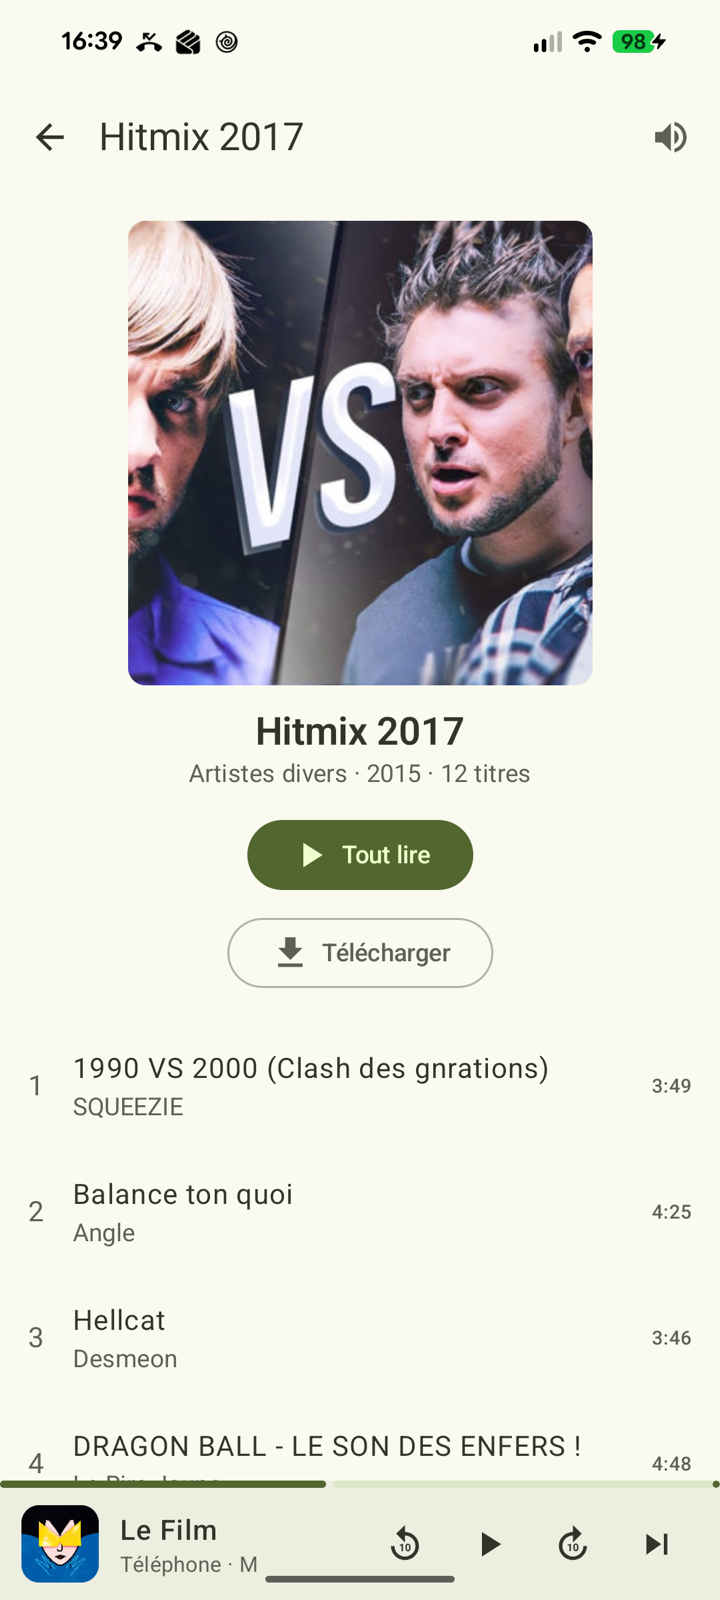 16:39
98
Hitmix 2017
VS
Hitmix 2017
Artistes divers · 2015 · 12 titres
Tout lire
Télécharger
1
1990 VS 2000 (Clash des gnrations)
SQUEEZIE
3:49
2
Balance ton quoi
Angle
4:25
3
Hellcat
Desmeon
3:46
4
DRAGON BALL - LE SON DES ENFERS !
4:48
Le Film
Téléphone · M
10
10